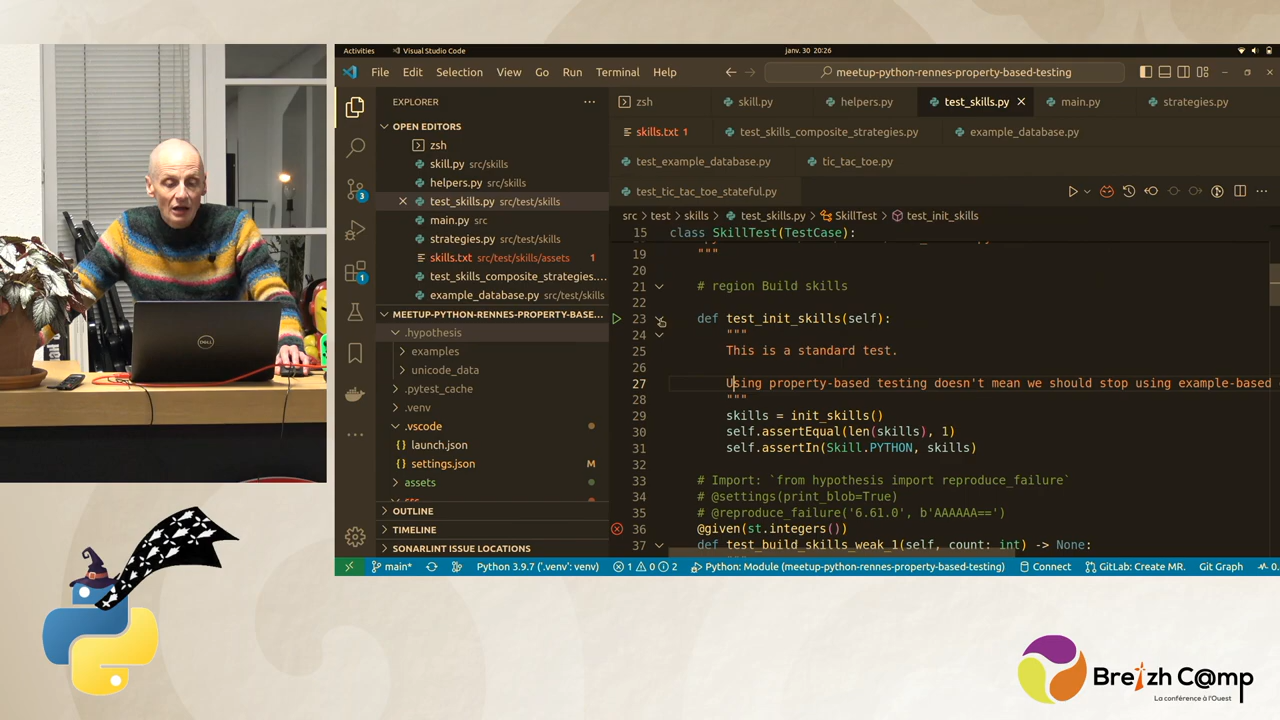 Activities
Visual Studio Code
janv. 30 20:26
File Edit Selection View Go Run Terminal Help
meetup-python-rennes-property-based-testing
EXPLORER
OPEN EDITORS
zsh
skill.py src/skills
helpers.py src/skills
test_skills.py src/test/skills
main.py src
strategies.py src/test/skills
skills.txt src/test/skills/assets 1
test_skills_composite_strategies....
example_database.py src/test/skills
MEETUP-PYTHON-RENNES-PROPERTY-BASE...
.hypothesis
examples
unicode_data
.pytest_cache
.venv
.vscode
launch.json
settings.json M
assets
OUTLINE
TIMELINE
SONARLINT ISSUE LOCATIONS
3
1
zsh skill.py helpers.py test_skills.py main.py strategies.py
skills.txt 1 test_skills_composite_strategies.py example_database.py
test_example_database.py tic_tac_toe.py
test_tic_tac_toe_stateful.py
src > test > skills > test_skills.py > SkillTest > test_init_skills
15 class SkillTest(TestCase):
19 """
20
21 # region Build skills
22
23 def test_init_skills(self):
24 """
25 This is a standard test.
26
27 Using property-based testing doesn't mean we should stop using example-based
28 """
29 skills = init_skills()
30 self.assertEqual(len(skills), 1)
31 self.assertIn(Skill.PYTHON, skills)
32
33 # Import: `from hypothesis import reproduce_failure`
34 # @settings(print_blob=True)
35 # @reproduce_failure('6.61.0', b'AAAAAA==')
36 @given(st.integers())
37 def test_build_skills_weak_1(self, count: int) -> None:
main* Python 3.9.7 ('.venv': venv) 1 0 2 Python: Module (meetup-python-rennes-property-based-testing) Connect GitLab: Create MR. Git Graph 0.
DELL
Breizh C@mp
La conférence à l'Ouest